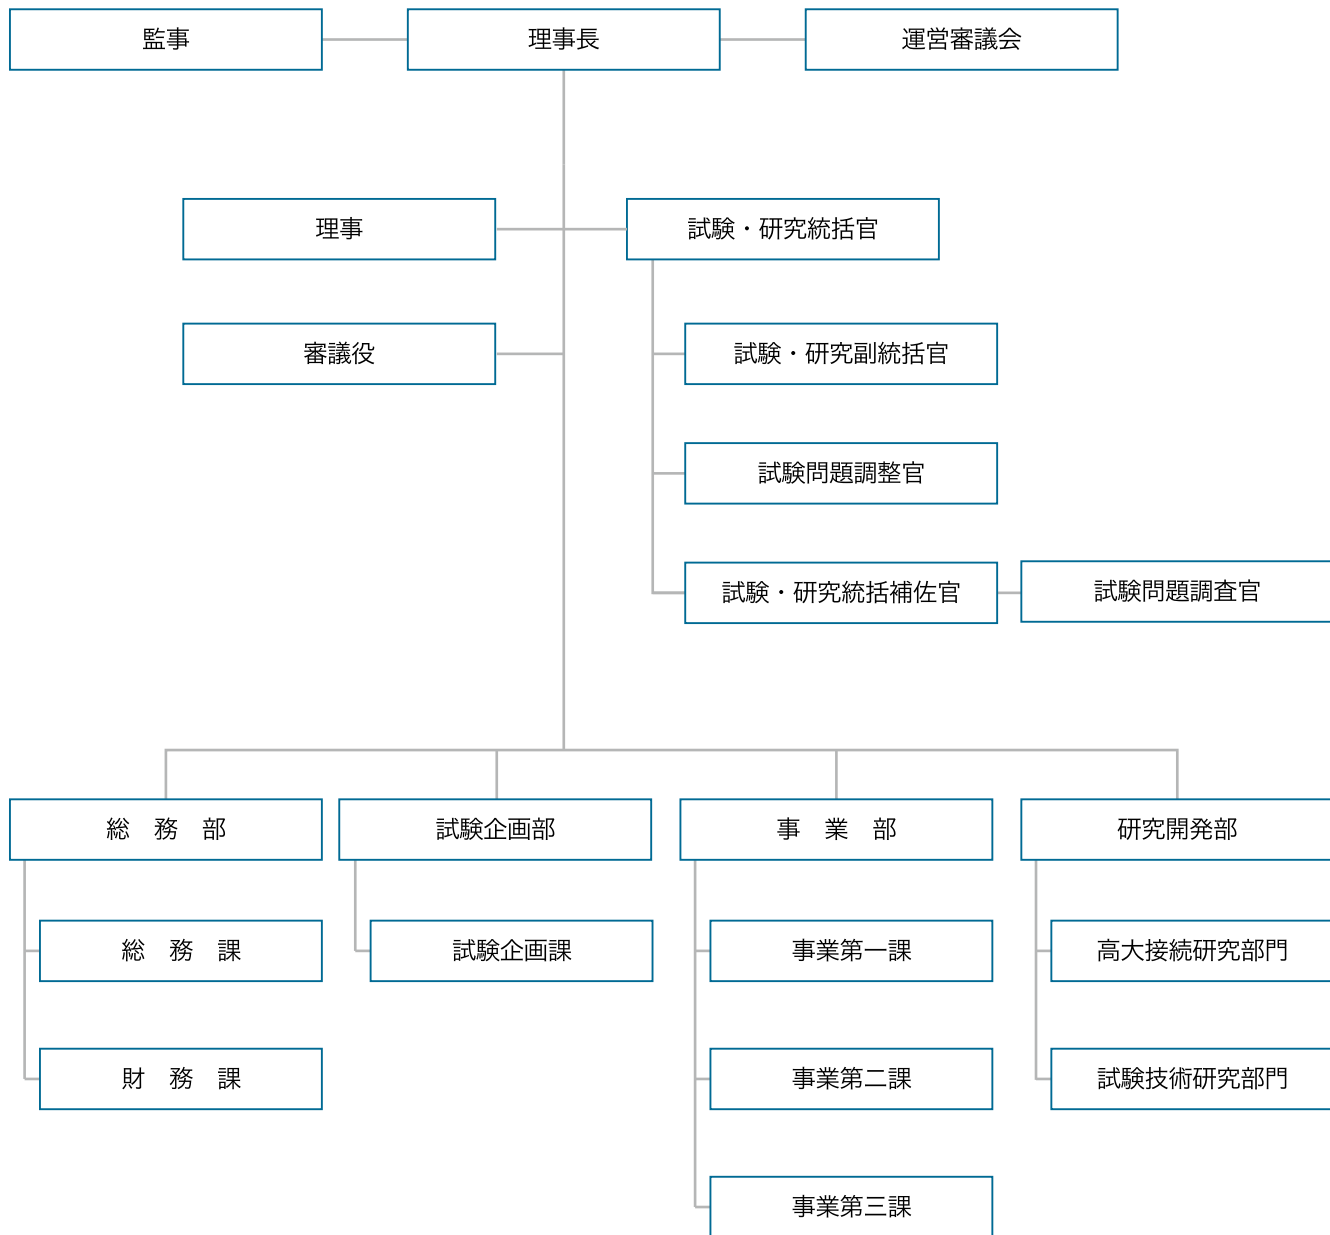 監事
理事長
運営審議会
理事
試験・研究統括官
審議役
試験・研究副統括官
試験問題調整官
試験・研究統括補佐官
試験問題調査官
総　務　部
試験企画部
事　業　部
研究開発部
総　務　課
試験企画課
事業第一課
高大接続研究部門
財　務　課
事業第二課
試験技術研究部門
事業第三課